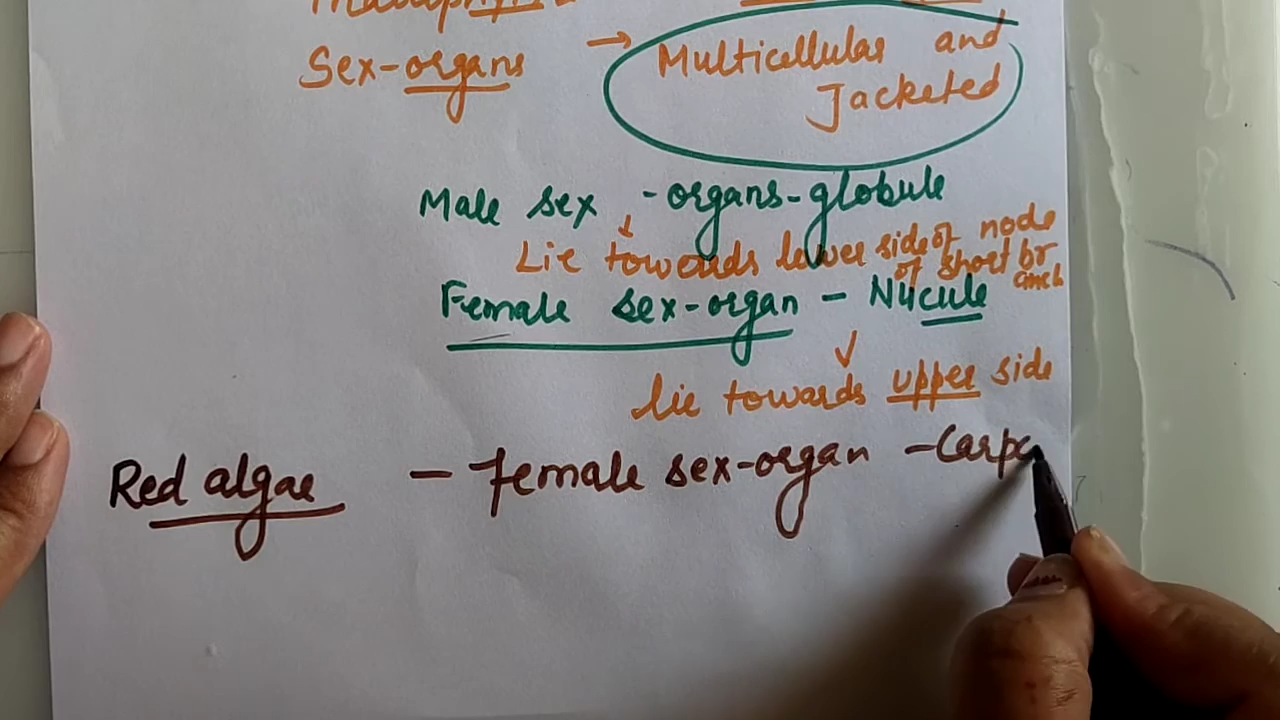 Sex-organs → Multicellular and
Jacketed
Male sex - organs - globule
Lie towards lower side of node
of short br
anch
Female sex-organ - Nucule
lie towards upper side
Red algae - Female sex-organ - Carpo